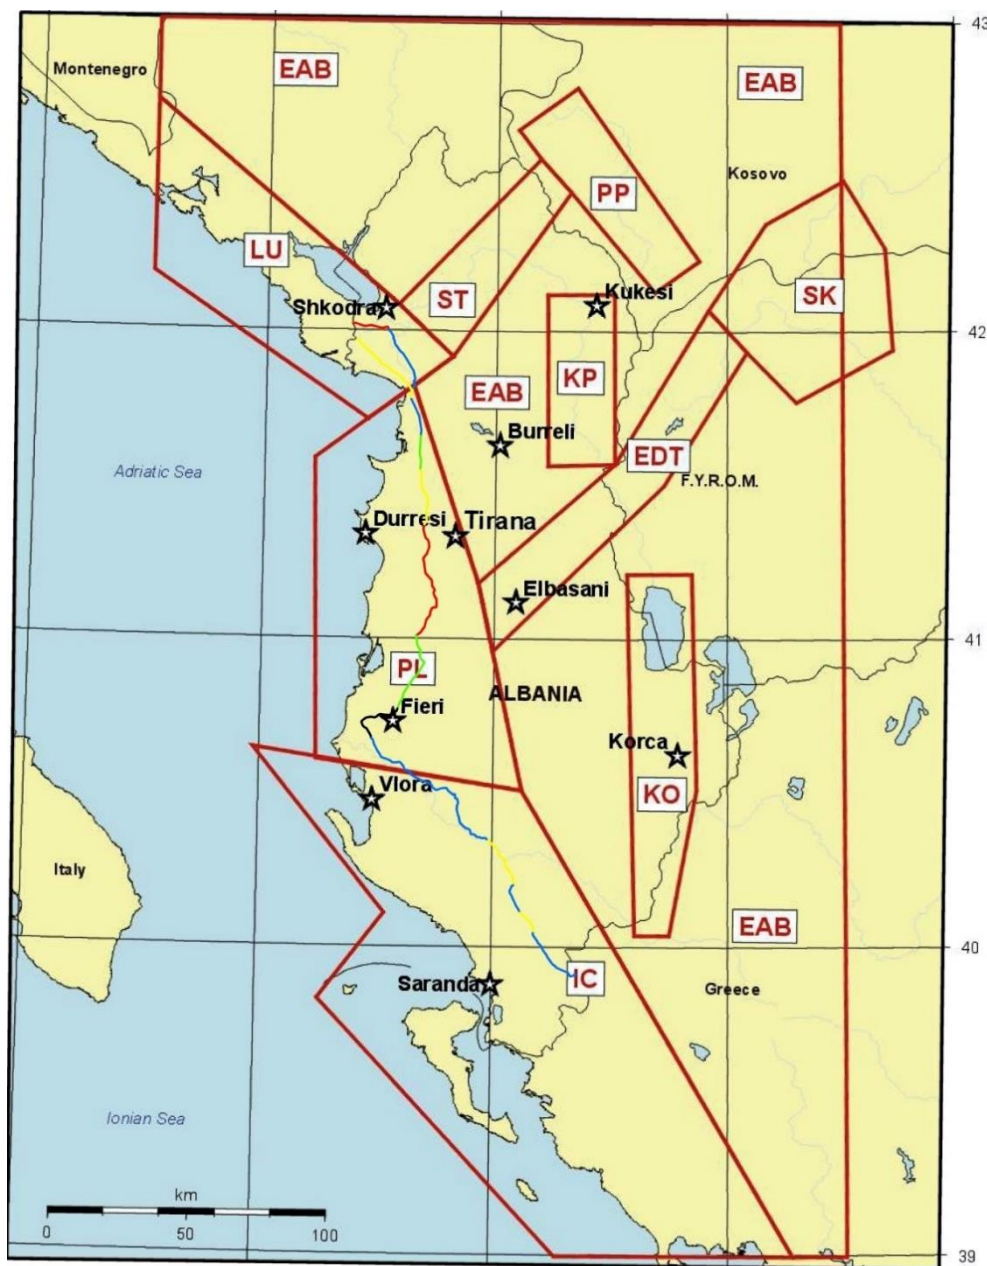 43
EAB
Montenegro
EAB
Kosovo
PP
LU
SK
ST
Kukesi
Shkodra
42
KP
EAB
Burreli
EDT
Adriatic Sea
F.Y.R.O.M.
Durresi
Tirana
Elbasani
41
PL
ALBANIA
Fieri
Korca
Vlora
KO
Italy
EAB
40
IC
Saranda
Greece
Ionian Sea
km
0 50 100
39